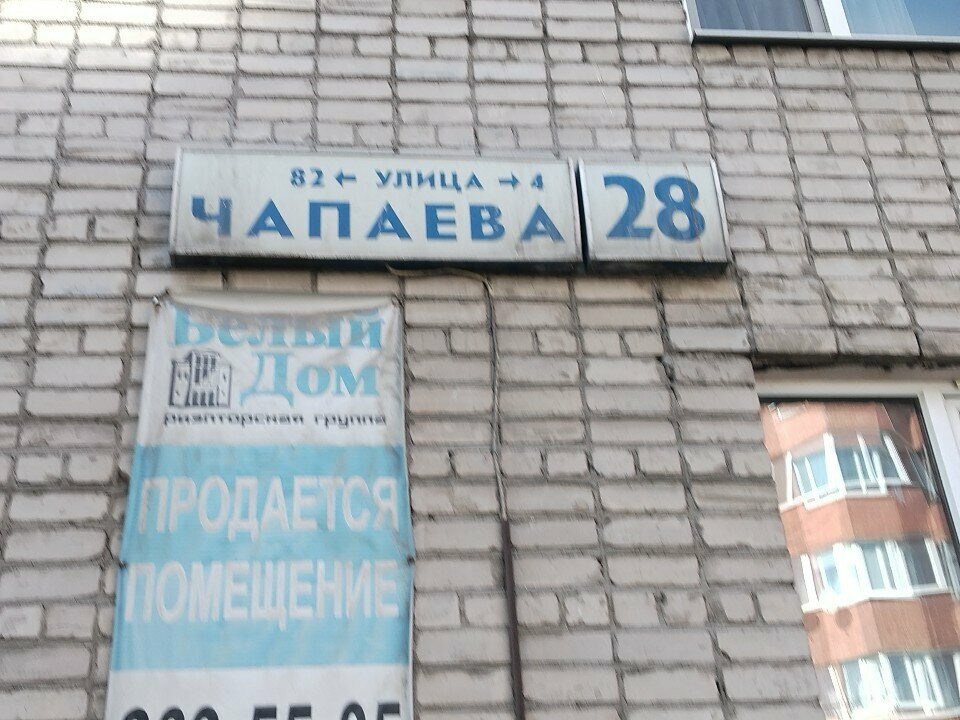 82 ← УЛИЦА → 4
ЧАПАЕВА
28
Белый
Дом
риэлторская группа
ПРОДАЕТСЯ
ПОМЕЩЕНИЕ